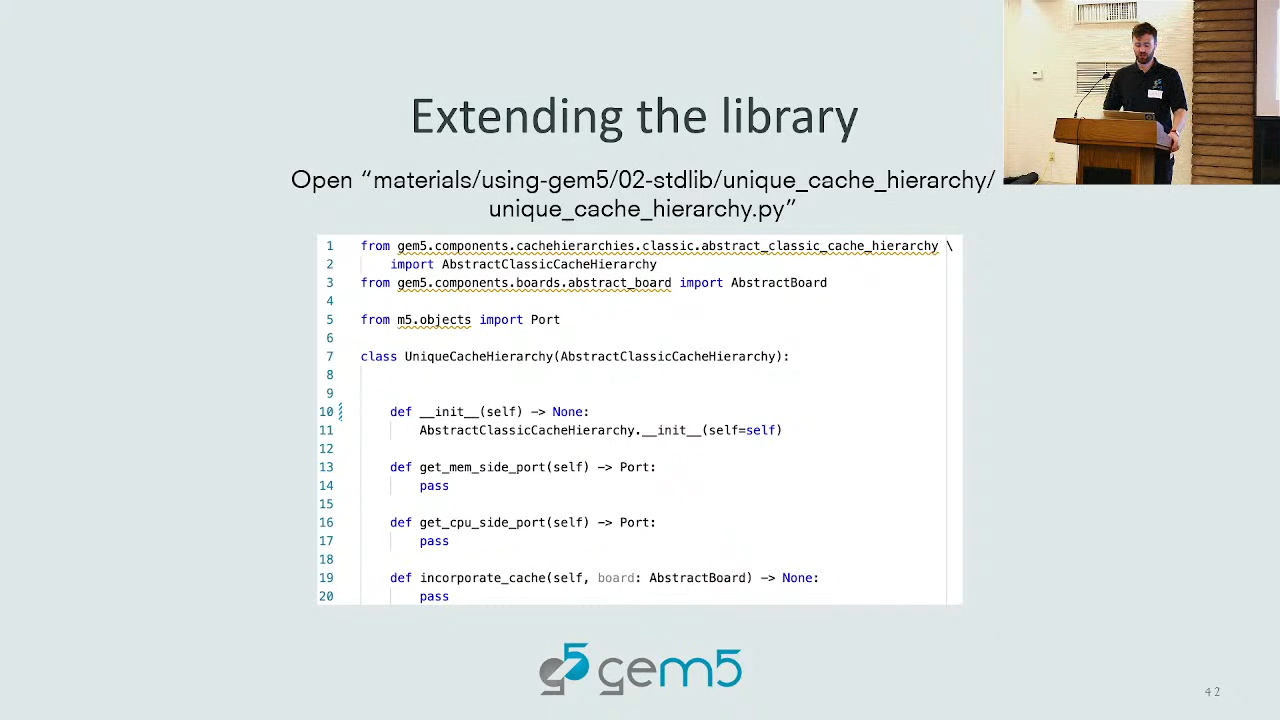 Extending the library
Open “materials/using-gem5/02-stdlib/unique_cache_hierarchy/
unique_cache_hierarchy.py”
1 from gem5.components.cachehierarchies.classic.abstract_classic_cache_hierarchy \
2 import AbstractClassicCacheHierarchy
3 from gem5.components.boards.abstract_board import AbstractBoard
4
5 from m5.objects import Port
6
7 class UniqueCacheHierarchy(AbstractClassicCacheHierarchy):
8
9
10 def __init__(self) -> None:
11 AbstractClassicCacheHierarchy.__init__(self=self)
12
13 def get_mem_side_port(self) -> Port:
14 pass
15
16 def get_cpu_side_port(self) -> Port:
17 pass
18
19 def incorporate_cache(self, board: AbstractBoard) -> None:
20 pass
g5 gem5
42